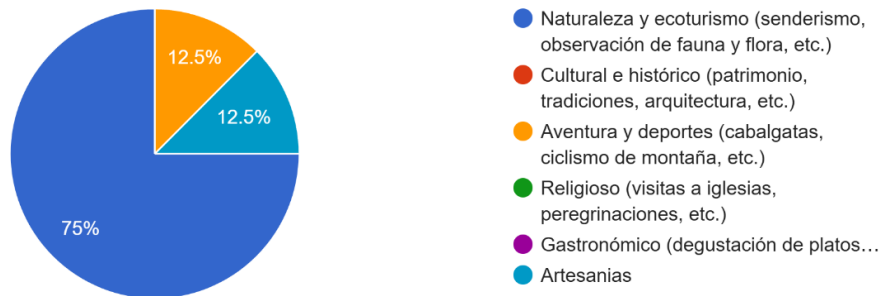 12.5%
12.5%
75%
Naturaleza y ecoturismo (senderismo,
observación de fauna y flora, etc.)
Cultural e histórico (patrimonio,
tradiciones, arquitectura, etc.)
Aventura y deportes (cabalgatas,
ciclismo de montaña, etc.)
Religioso (visitas a iglesias,
peregrinaciones, etc.)
Gastronómico (degustación de platos…
Artesanias